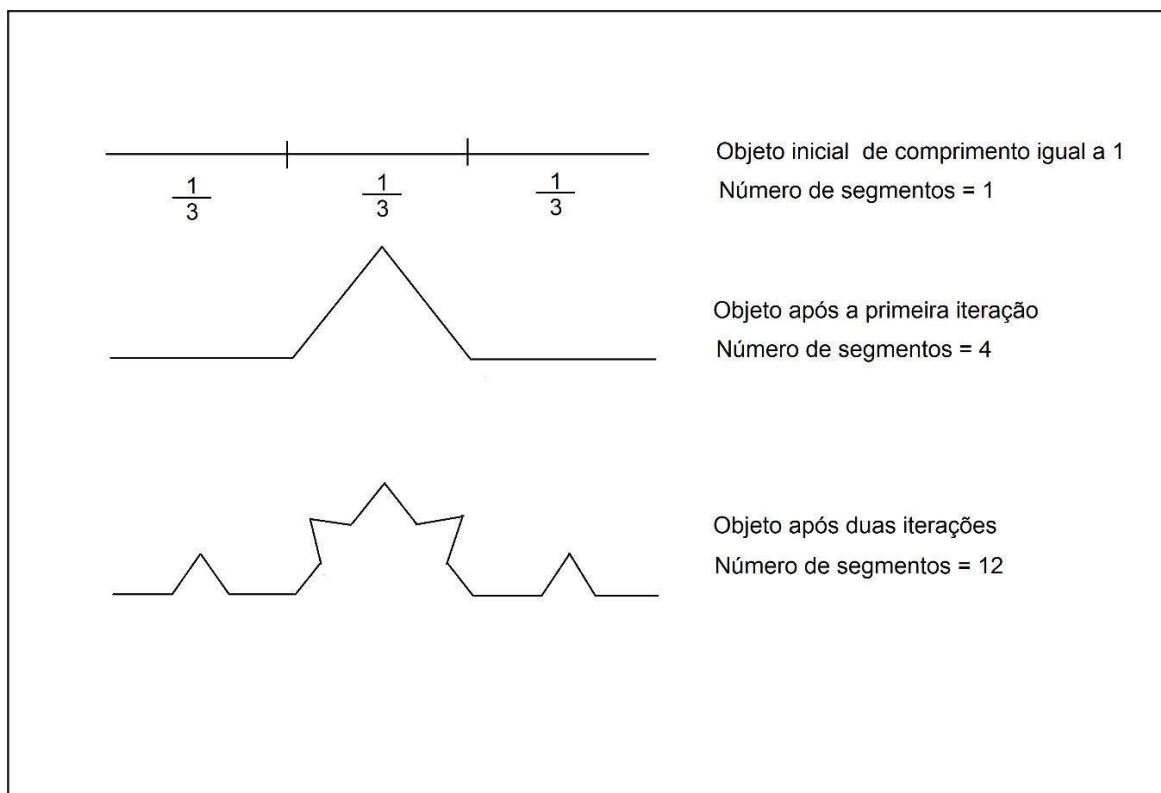 Objeto inicial de comprimento igual a 1
1/3 1/3 1/3
Número de segmentos = 1
Objeto após a primeira iteração
Número de segmentos = 4
Objeto após duas iterações
Número de segmentos = 12